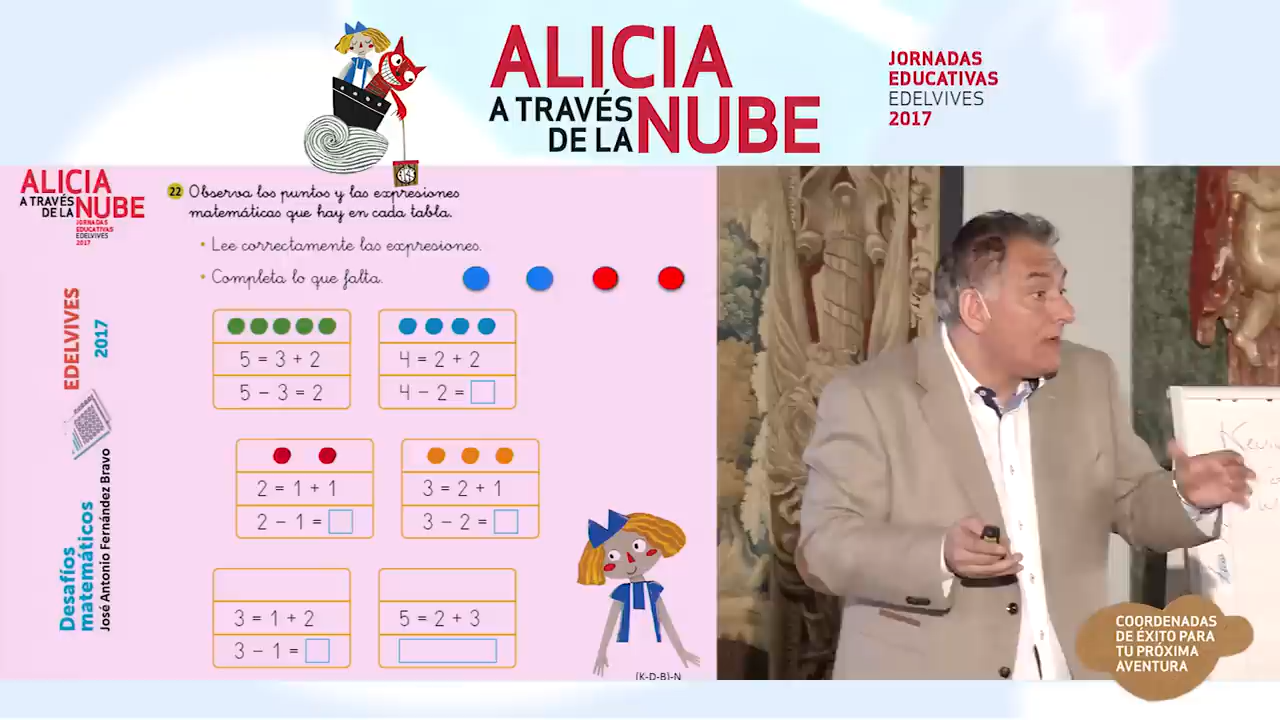 ALICIA
A TRAVÉS
DE LA NUBE
JORNADAS
EDUCATIVAS
EDELVIVES
2017
ALICIA
A TRAVÉS
DE LA NUBE
JORNADAS
EDUCATIVAS
EDELVIVES
2017
EDELVIVES
2017
Desafíos
matemáticos
José Antonio Fernández Bravo
22 Observa los puntos y las expresiones
matemáticas que hay en cada tabla.
• Lee correctamente las expresiones.
• Completa lo que falta.
5 = 3 + 2
5 − 3 = 2
4 = 2 + 2
4 − 2 =
2 = 1 + 1
2 − 1 =
3 = 2 + 1
3 − 2 =
3 = 1 + 2
3 − 1 =
5 = 2 + 3
(K-D-B)-N
COORDENADAS
DE ÉXITO PARA
TU PRÓXIMA
AVENTURA